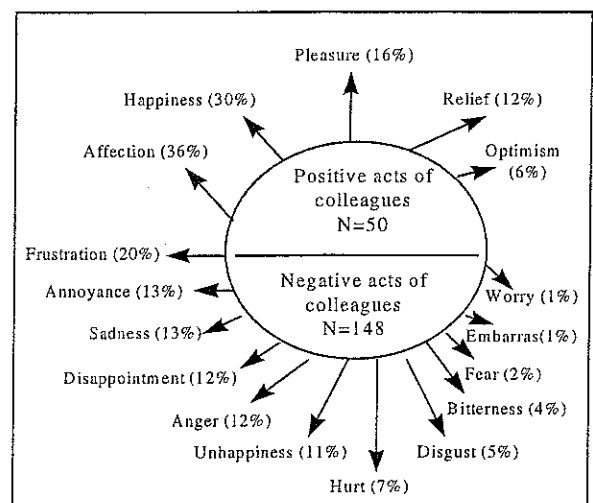 Pleasure (16%)
Happiness (30%)
Relief (12%)
Affection (36%)
Optimism
(6%)
Positive acts of
colleagues
N=50
Frustration (20%)
Negative acts of
colleagues
N=148
Annoyance (13%)
Worry (1%)
Sadness (13%)
Embarras(1%)
Disappointment (12%)
Fear (2%)
Anger (12%)
Bitterness (4%)
Unhappiness (11%)
Disgust (5%)
Hurt (7%)